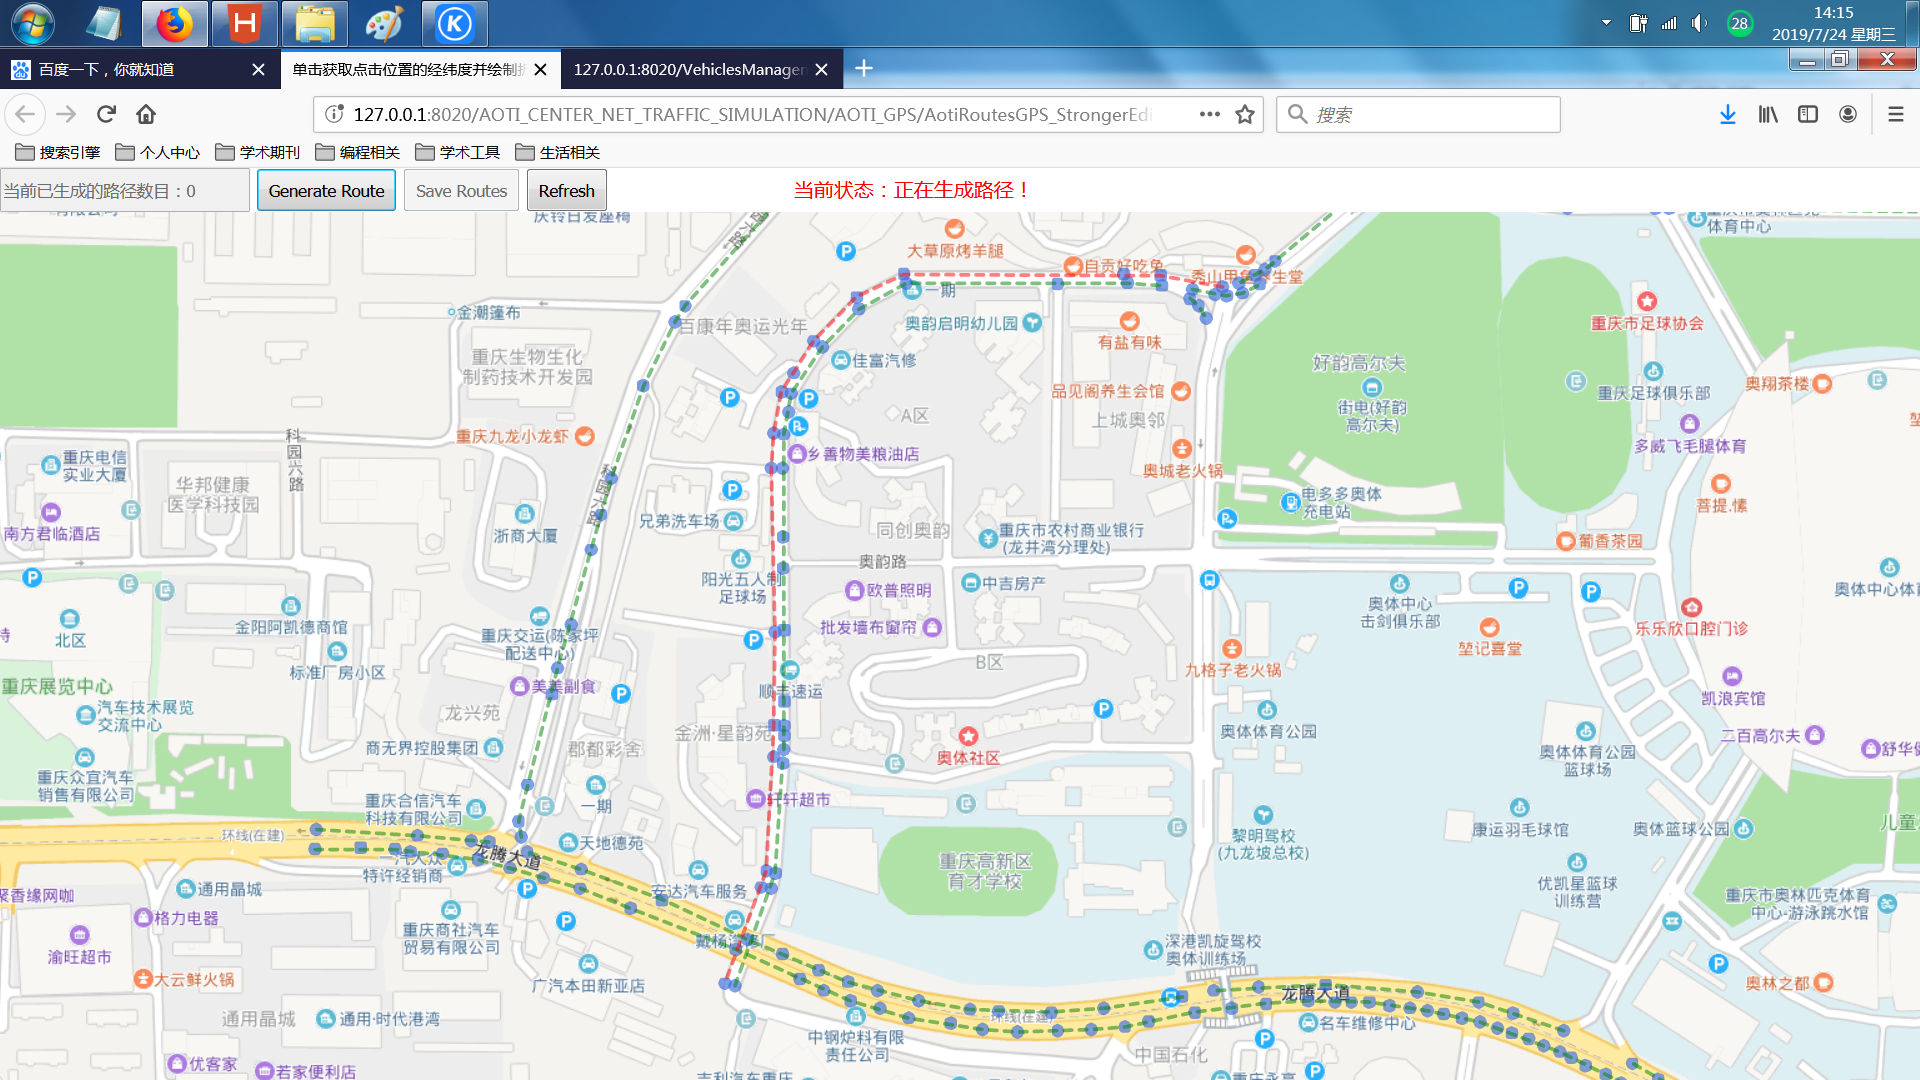 14:15
28
2019/7/24 星期三
百度一下，你就知道
单击获取点击位置的经纬度并绘制折
127.0.0.1:8020/VehiclesManagem
127.0.0.1:8020/AOTI_CENTER_NET_TRAFFIC_SIMULATION/AOTI_GPS/AotiRoutesGPS_StrongerEdi
搜索
搜索引擎
个人中心
学术期刊
编程相关
学术工具
生活相关
当前已生成的路径数目：0
Generate Route
Save Routes
Refresh
当前状态：正在生成路径！
庆铃日发座椅
体育中心
大草原烤羊腿
自贡好吃兔
一期
金潮篷布
百康年奥运光年
奥韵启明幼儿园
有盐有味
重庆市足球协会
重庆生物生化
制药技术开发园
佳富汽修
好韵高尔夫
品见阁养生会馆
街电(好韵
高尔夫)
重庆足球俱乐部
奥翔茶楼
A区
上城奥邻
多威飞毛腿体育
科园六路
重庆九龙小龙虾
乡善物美粮油店
奥城老火锅
重庆电信
实业大厦
华邦健康
医学科技园
电多多奥体
充电站
菩提.愫
南方君临酒店
浙商大厦
兄弟洗车场
同创奥韵
重庆市农村商业银行
(龙井湾分理处)
葡香茶园
奥韵路
阳光五人制
足球场
欧普照明
中吉房产
奥体中心
击剑俱乐部
奥体中心体育
北区
金阳阿凯德商馆
批发墙布窗帘
乐乐欣口腔门诊
重庆交运(陈家坪
配送中心)
堃记喜堂
标准厂房小区
B区
九格子老火锅
重庆展览中心
美美副食
顺丰速运
凯浪宾馆
汽车技术展览
交流中心
龙兴苑
金洲·星韵苑
奥体体育公园
二百高尔夫
商无界控股集团
郡都彩舍
奥体社区
奥体体育公园
篮球场
重庆众宜汽车
销售有限公司
重庆合信汽车
科技有限公司
一期
轩轩超市
环线(在建)
天地德苑
黎明驾校
(九龙坡总校)
康运羽毛球馆
奥体篮球公园
儿童
龙腾大道
一汽大众
特许经销商
重庆高新区
育才学校
聚香缘网咖
通用晶城
安达汽车服务
优凯星篮球
训练营
重庆市奥林匹克体育
中心-游泳跳水馆
格力电器
重庆商社汽车
贸易有限公司
戴杨汽修厂
深港凯旋驾校
奥体训练场
渝旺超市
大云鲜火锅
广汽本田新亚店
奥林之都
龙腾大道
通用晶城
通用·时代港湾
环线(在建)
名车维修中心
中钢炉料有限
责任公司
中国石化
优客家
若家便利店